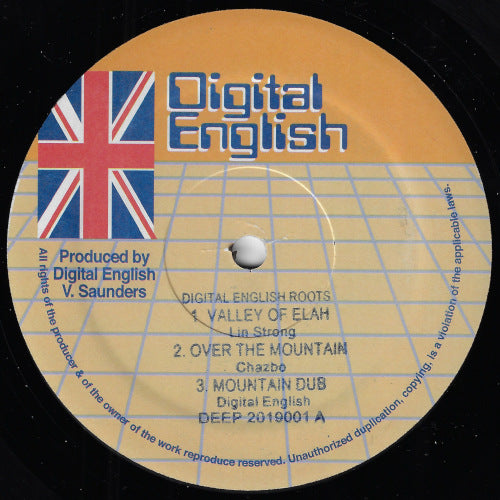 Digital
English
Produced by
Digital English
V. Saunders
DIGITAL ENGLISH ROOTS
1. VALLEY OF ELAH
Lin Strong
2. OVER THE MOUNTAIN
Chazbo
3. MOUNTAIN DUB
Digital English
DEEP 2019001 A
All rights of the producer & of the owner of the work reproduce reserved. Unauthorized duplication, copying. Is a violation of the applicable laws.